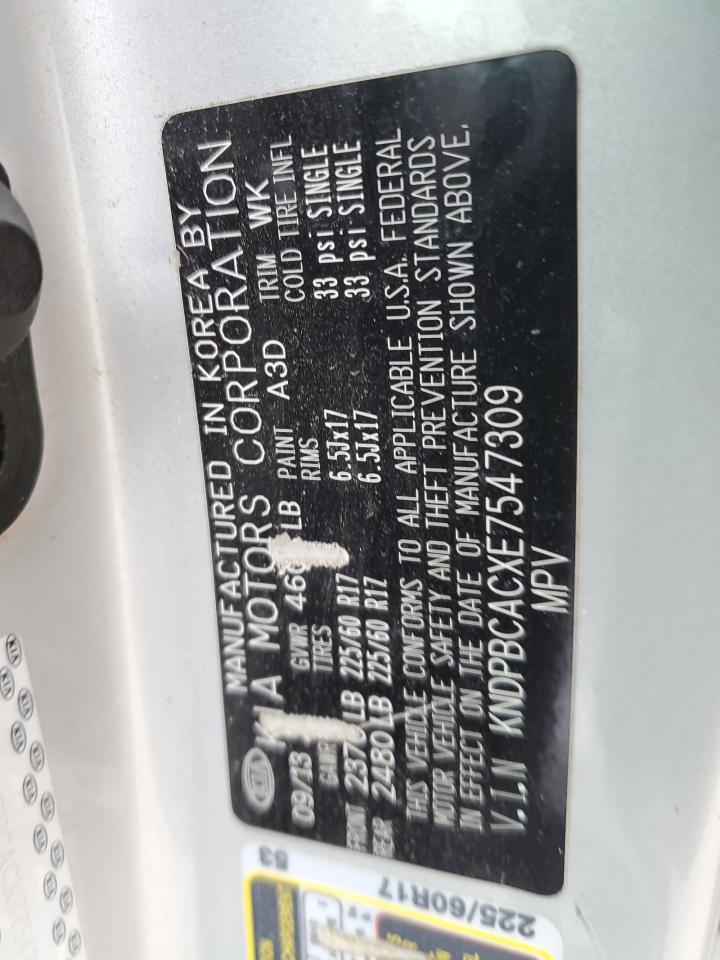 MANUFACTURED IN KOREA BY
KIA MOTORS CORPORATION
09/13 GVWR LB PAINT A3D TRIM WK
GAWR TIRES RIMS COLD TIRE INFL
FRONT LB 225/60 R17 6.5Jx17 33 psi SINGLE
REAR 2480 LB 225/60 R17 6.5Jx17 33 psi SINGLE
THIS VEHICLE CONFORMS TO ALL APPLICABLE U.S.A. FEDERAL
MOTOR VEHICLE SAFETY AND THEFT PREVENTION STANDARDS
IN EFFECT ON THE DATE OF MANUFACTURE SHOWN ABOVE.
V.I.N KNDPBCACXE7547309
MPV
53
225/60R17